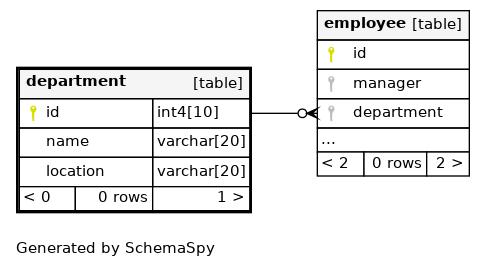 employee [table]
id
manager
department
...
< 2 0 rows 2 >
department [table]
id int4[10]
name varchar[20]
location varchar[20]
< 0 0 rows 1 >
Generated by SchemaSpy